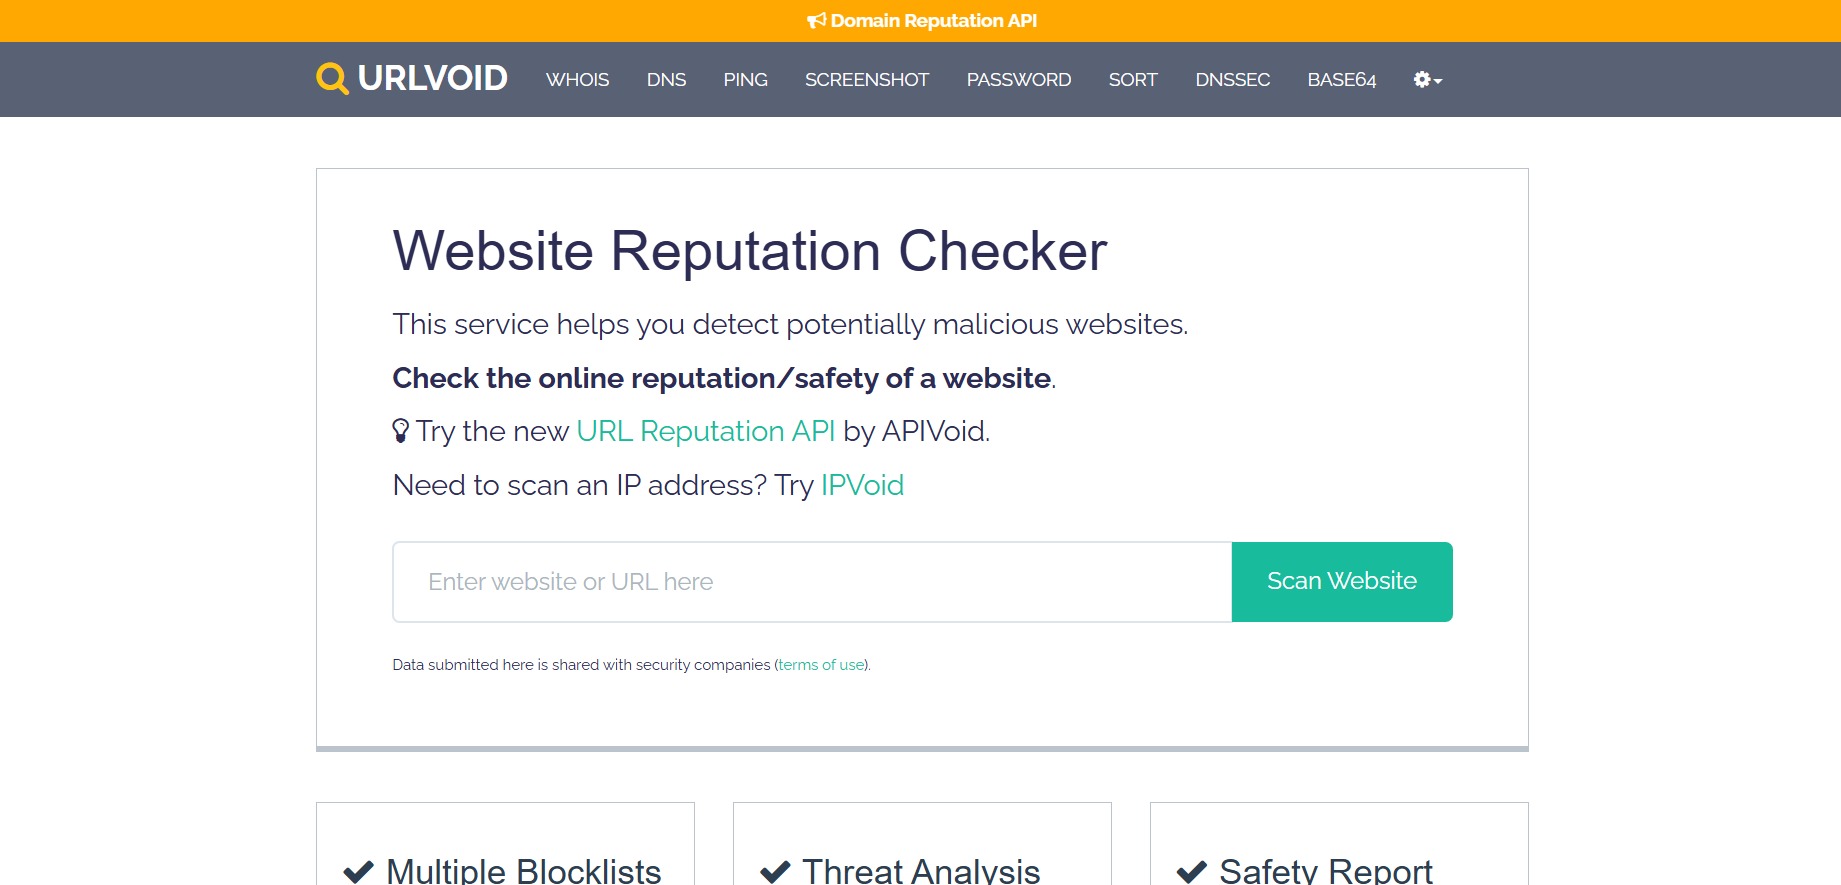 Domain Reputation API
URLVOID WHOIS DNS PING SCREENSHOT PASSWORD SORT DNSSEC BASE64
Website Reputation Checker
This service helps you detect potentially malicious websites.
Check the online reputation/safety of a website.
Try the new URL Reputation API by APIVoid.
Need to scan an IP address? Try IPVoid
Enter website or URL here Scan Website
Data submitted here is shared with security companies (terms of use).
Multiple Blocklists Threat Analysis Safety Report